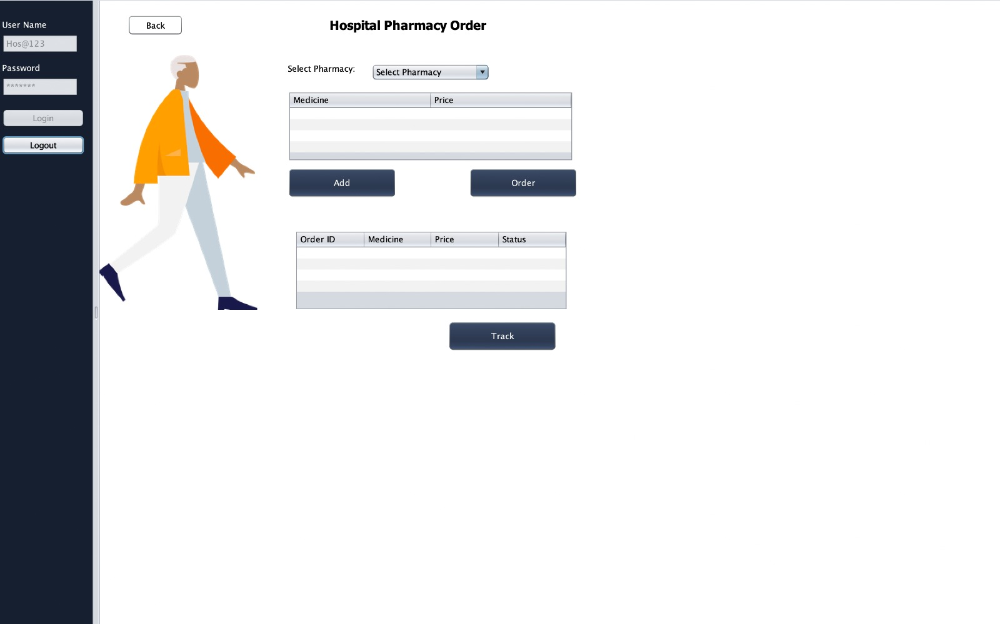 User Name
Hos@123
Password
*******
Login
Logout
Back
Hospital Pharmacy Order
Select Pharmacy:
Select Pharmacy
Medicine Price
Add
Order
Order ID Medicine Price Status
Track